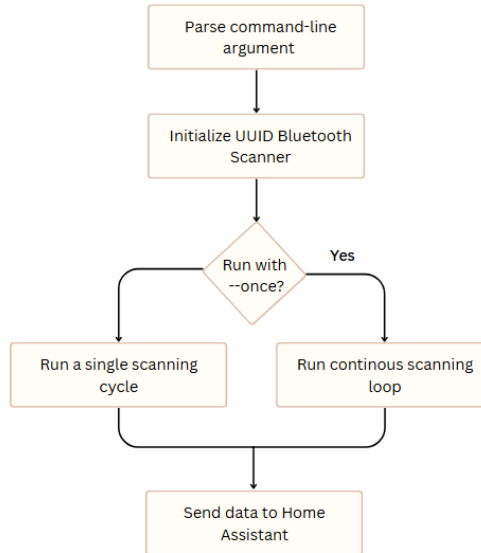 Parse command-line
argument
Initialize UUID Bluetooth
Scanner
Run with
--once?
Yes
Run a single scanning
cycle
Run continous scanning
loop
Send data to Home
Assistant